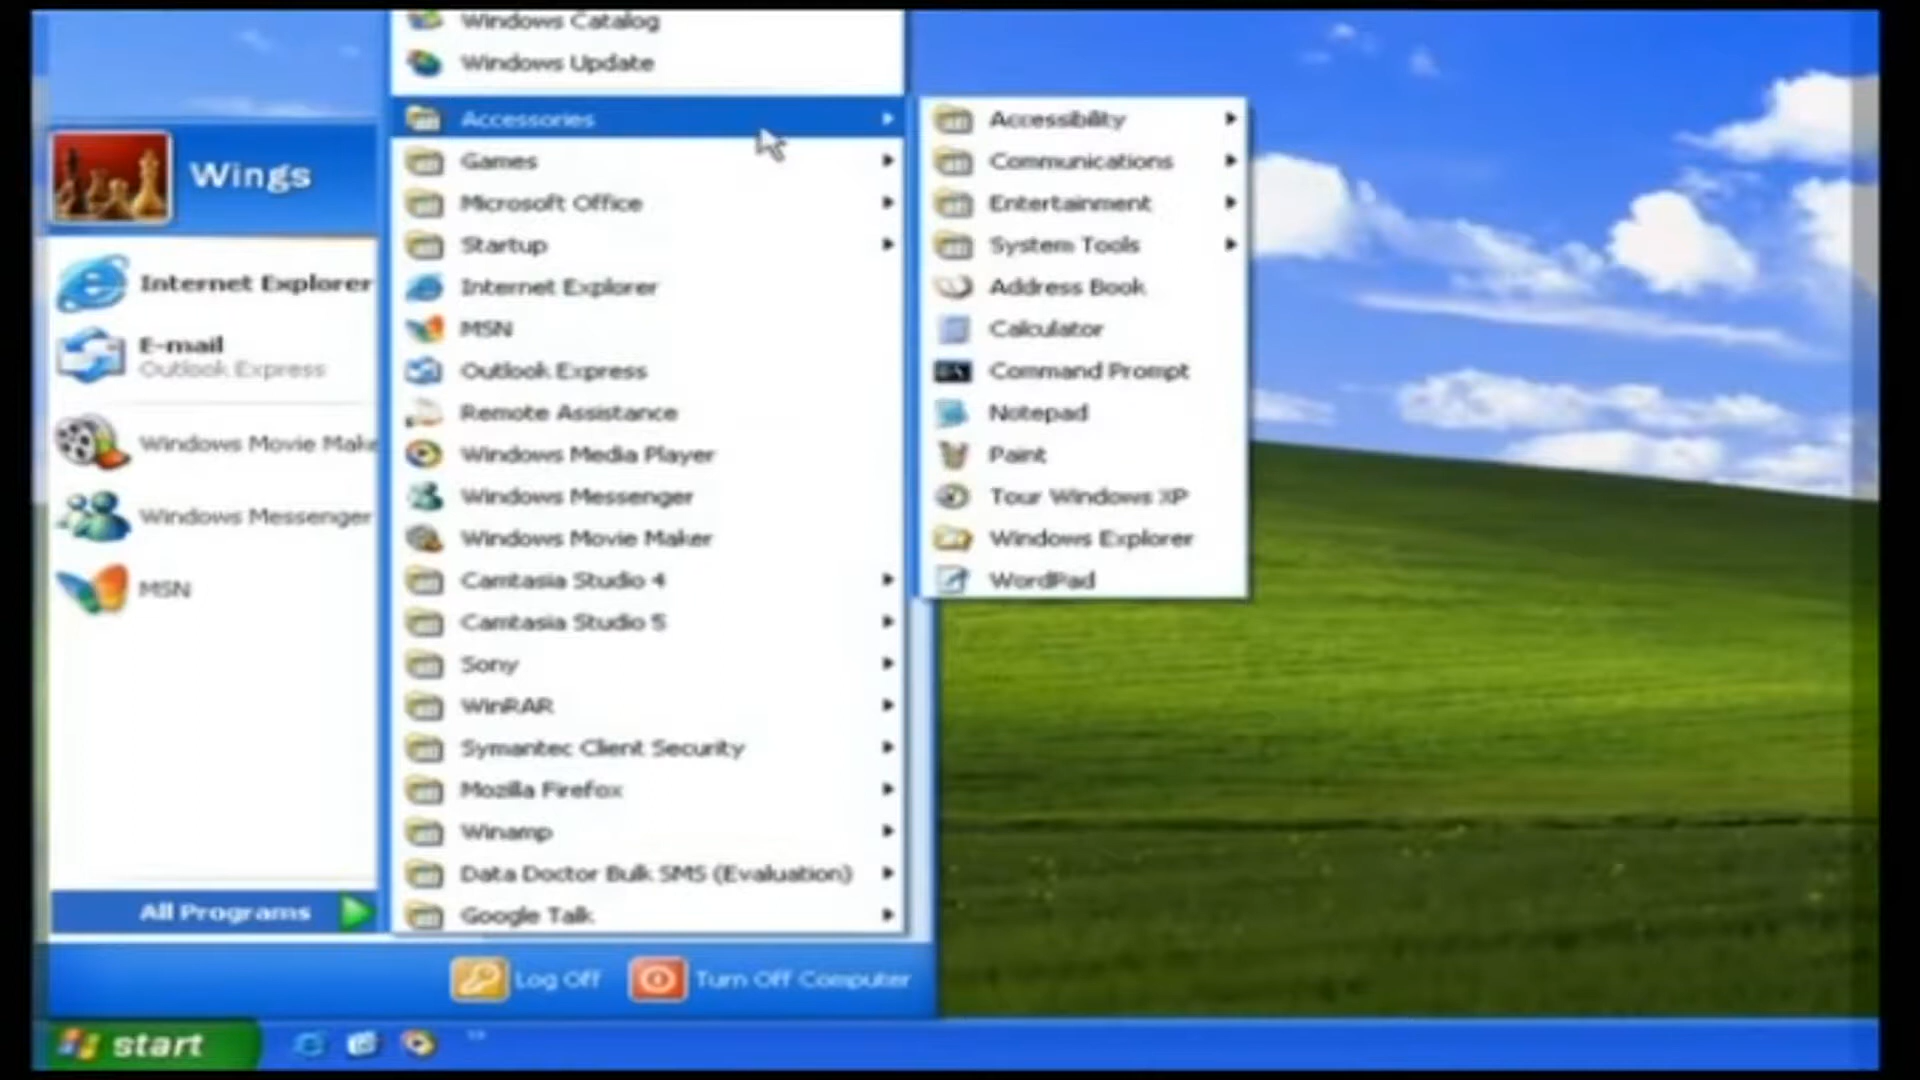 Wings
Internet Explorer
E-mail
Outlook Express
Windows Movie Make
Windows Messenger
MSN
All Programs
Windows Catalog
Windows Update
Accessories
Games
Microsoft Office
Startup
Internet Explorer
MSN
Outlook Express
Remote Assistance
Windows Media Player
Windows Messenger
Windows Movie Maker
Camtasia Studio 4
Camtasia Studio 5
Sony
WinRAR
Symantec Client Security
Mozilla Firefox
Winamp
Data Doctor Bulk SMS (Evaluation)
Google Talk
Accessibility
Communications
Entertainment
System Tools
Address Book
Calculator
Command Prompt
Notepad
Paint
Tour Windows XP
Windows Explorer
WordPad
Log Off
Turn Off Computer
start